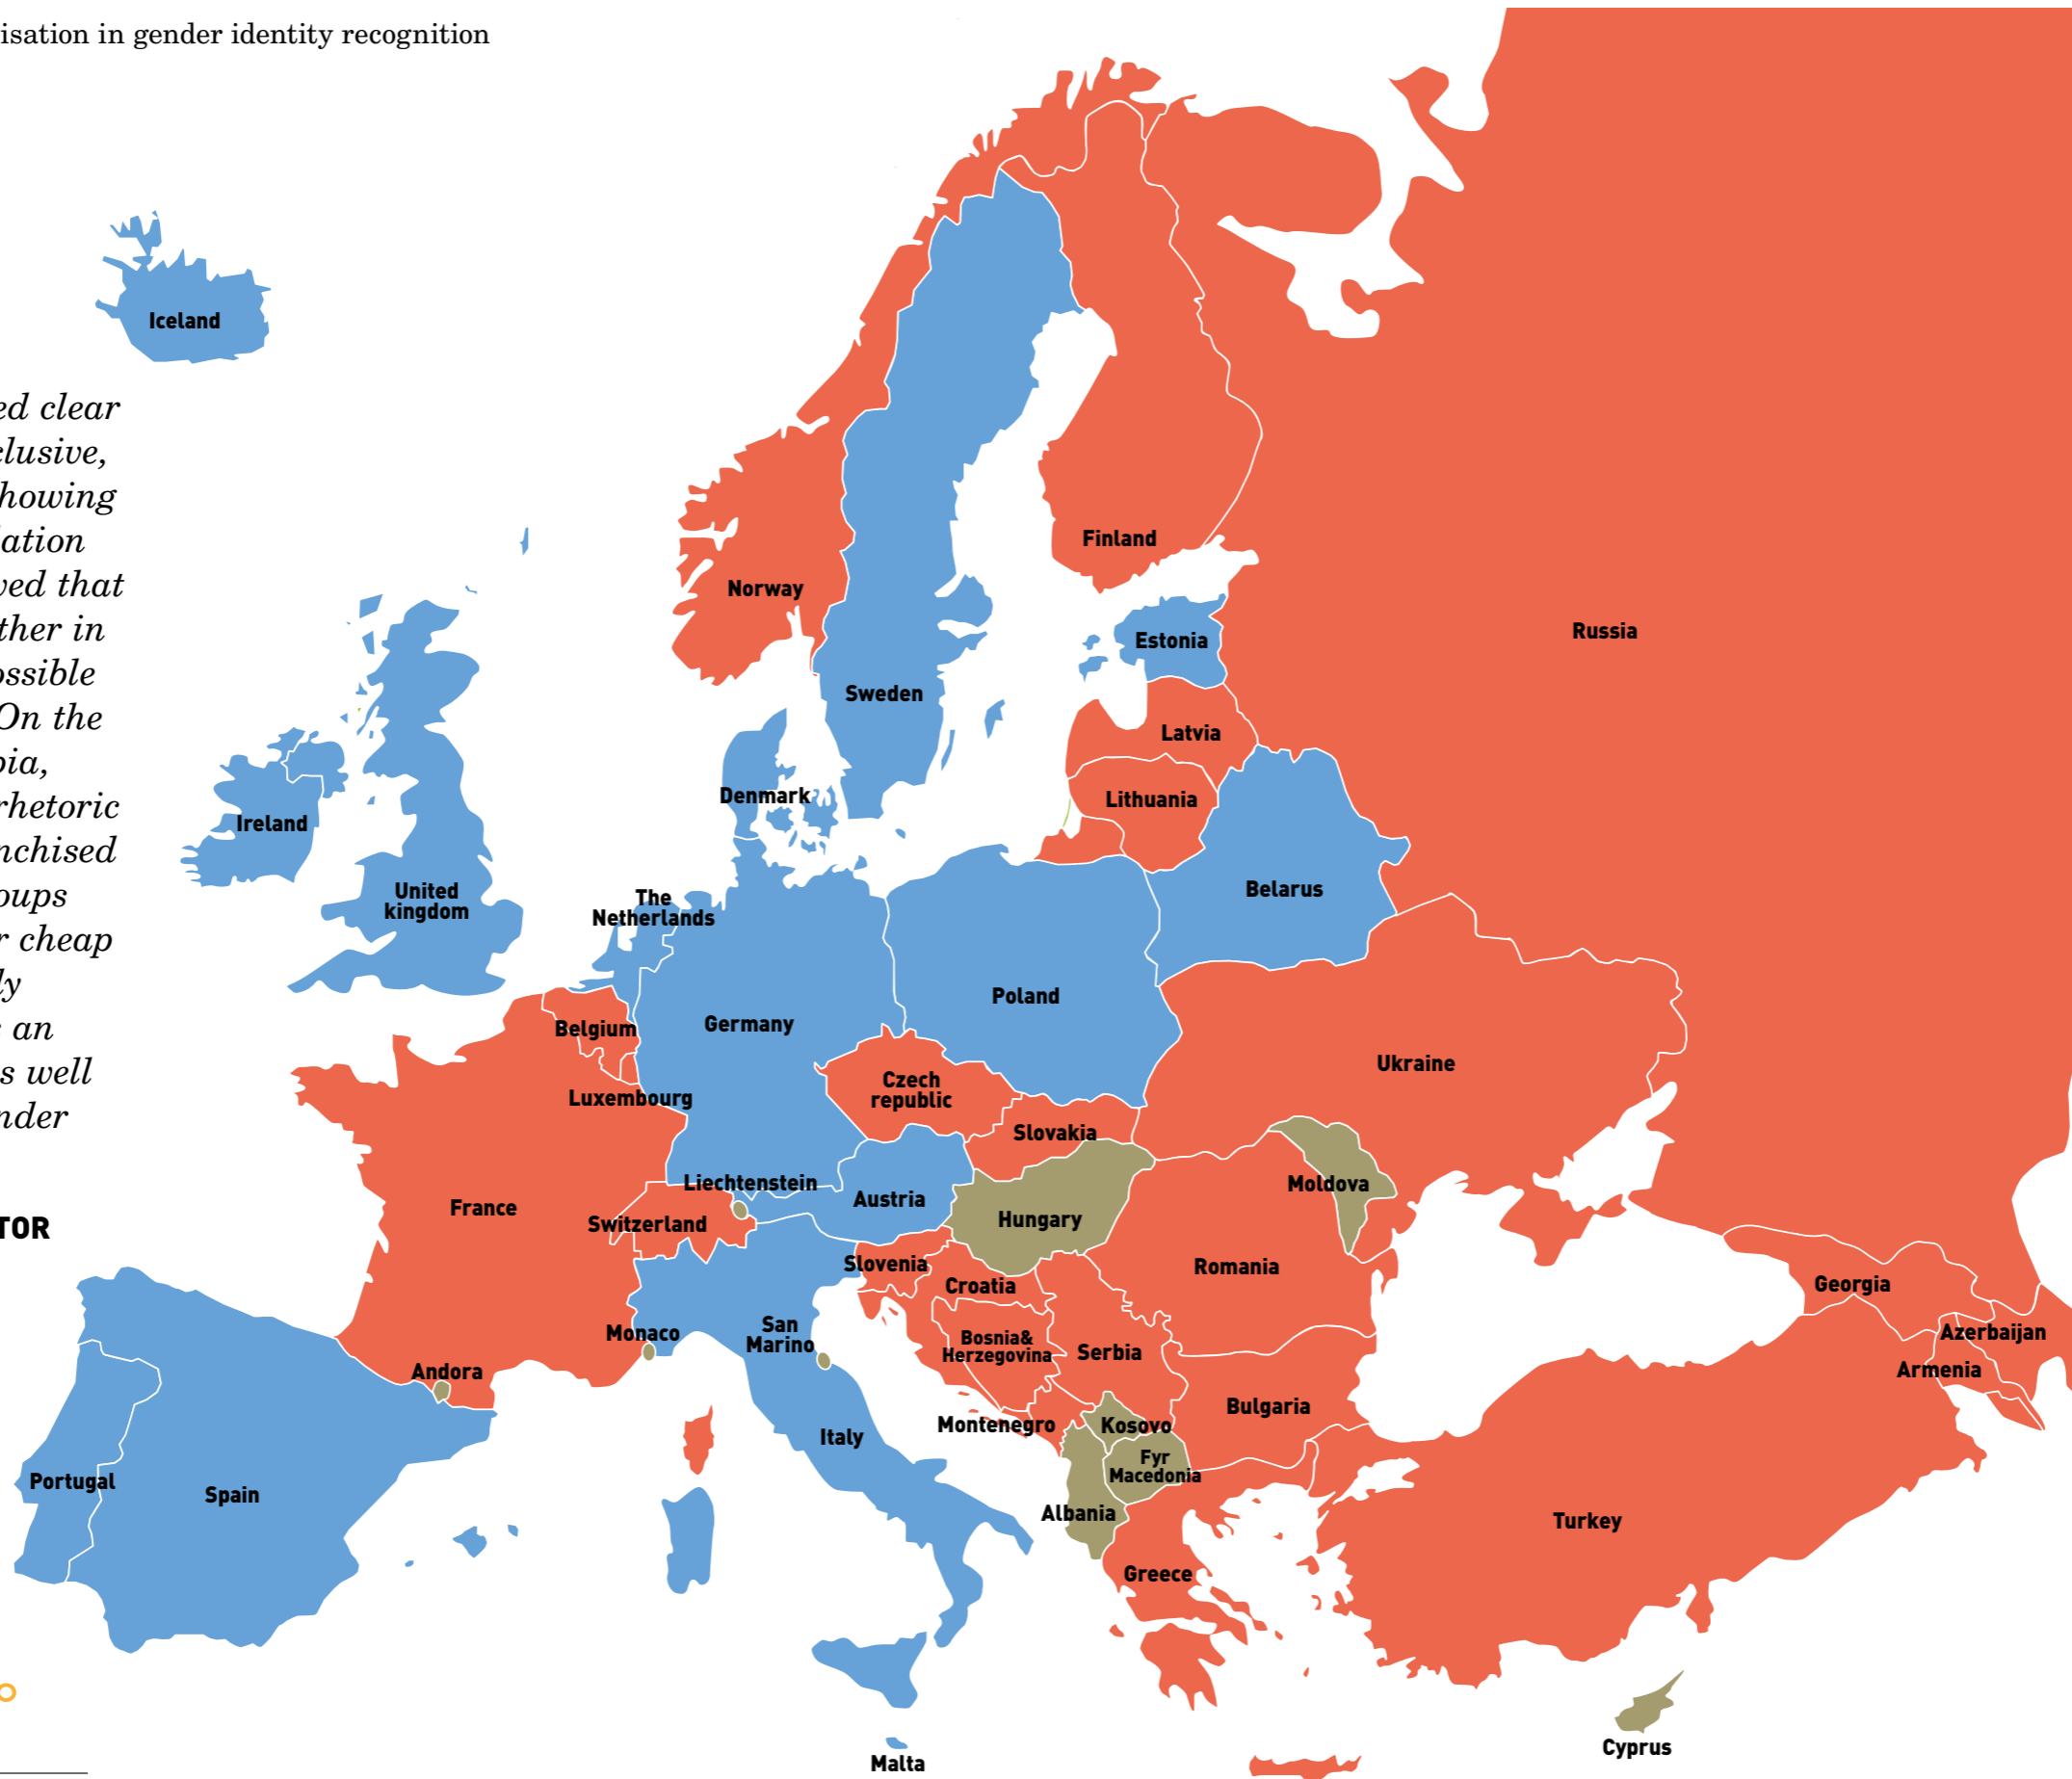 isation in gender identity recognition
ed clear
clusive,
howing
lation
ved that
ther in
ossible
On the
bia,
rhetoric
nchised
oups
r cheap
ly
an
s well
nder
TOR
Iceland
Norway
Finland
Russia
Estonia
Sweden
Latvia
Denmark
Lithuania
Ireland
United
kingdom
The
Netherlands
Belarus
Poland
Germany
Belgium
Ukraine
Czech
republic
Luxembourg
Slovakia
Liechtenstein
Moldova
Austria
France
Switzerland
Hungary
Slovenia
Romania
Croatia
Georgia
Monaco
San
Marino
Bosnia&
Herzegovina
Serbia
Azerbaijan
Andora
Armenia
Bulgaria
Montenegro
Kosovo
Italy
Fyr
Macedonia
Portugal
Spain
Albania
Turkey
Greece
Cyprus
Malta